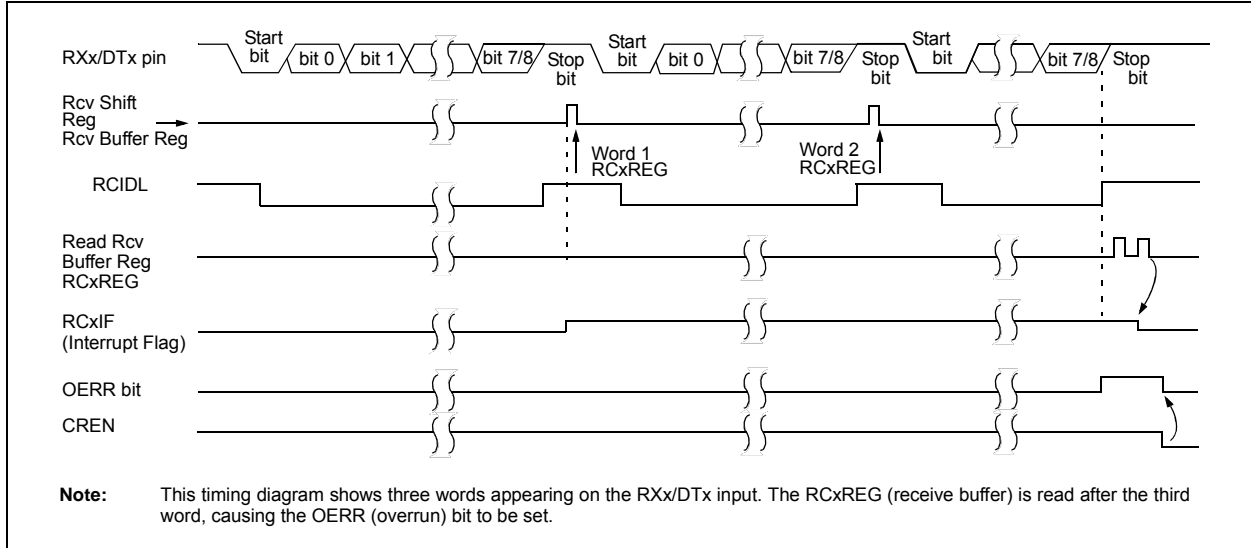 RXx/DTx pin
Start
bit
bit 0
bit 1
bit 7/8
Stop
bit
Start
bit
bit 0
bit 7/8
Stop
bit
Start
bit
bit 7/8
Stop
bit
Rcv Shift
Reg
Rcv Buffer Reg
Word 1
RCxREG
Word 2
RCxREG
RCIDL
Read Rcv
Buffer Reg
RCxREG
RCxIF
(Interrupt Flag)
OERR bit
CREN
Note: This timing diagram shows three words appearing on the RXx/DTx input. The RCxREG (receive buffer) is read after the third
word, causing the OERR (overrun) bit to be set.